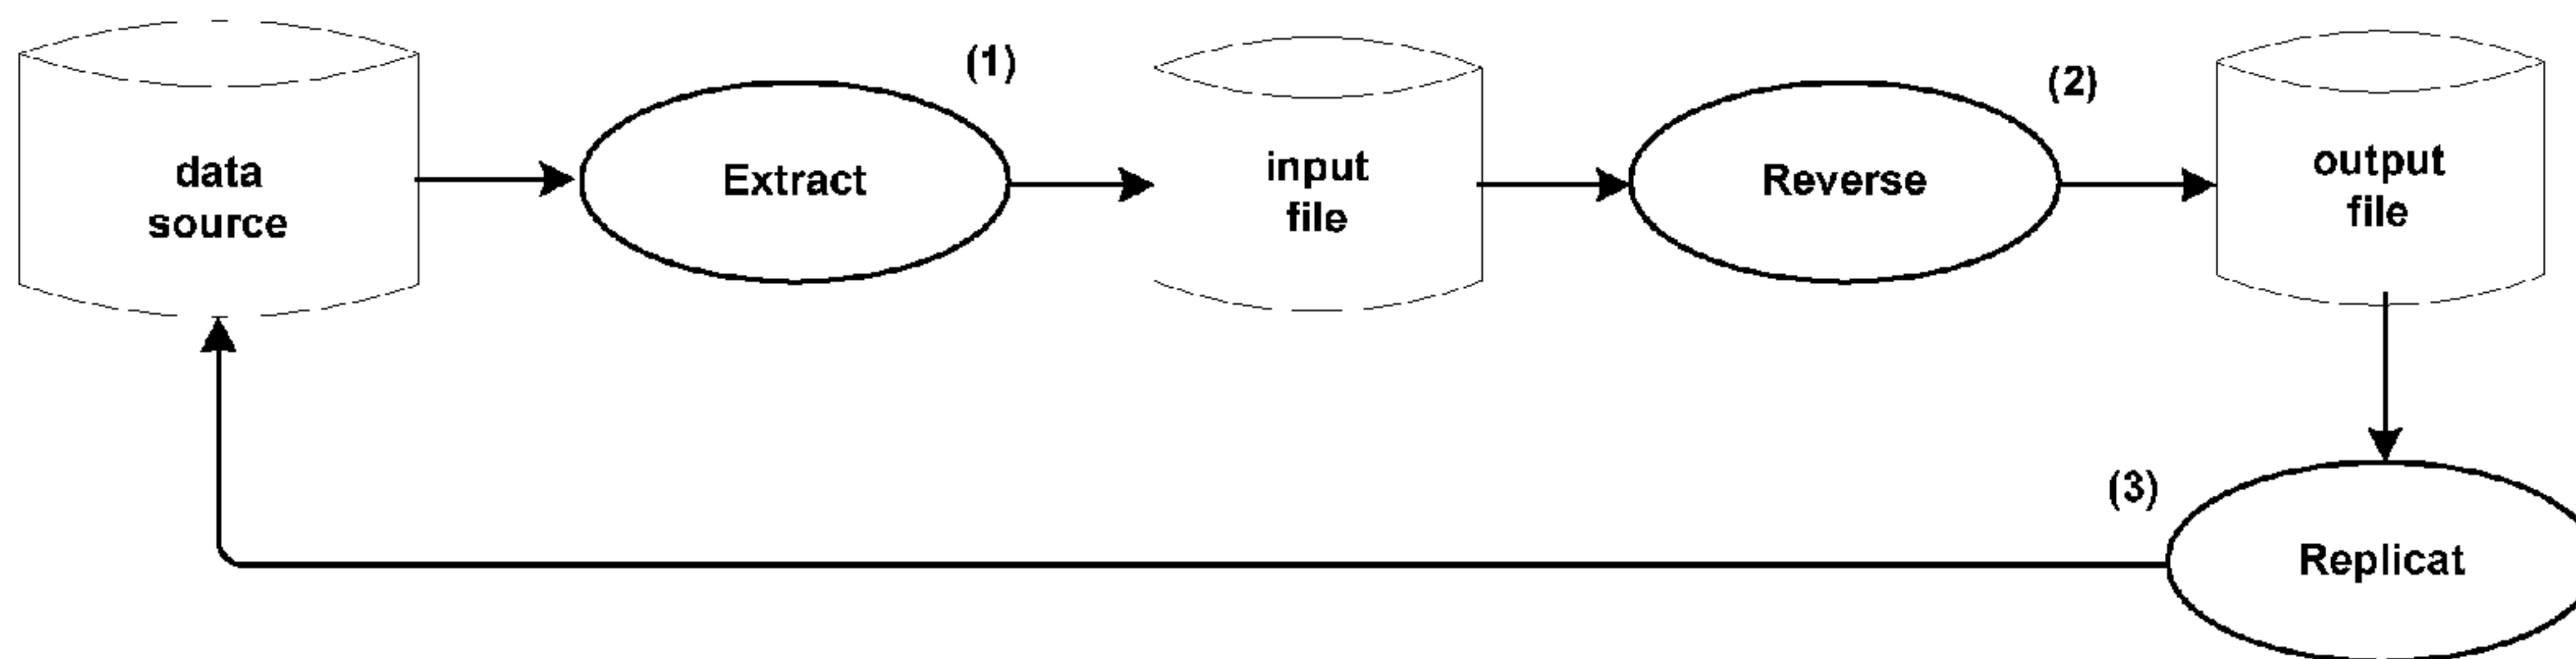 (1)
(2)
data
source
Extract
input
file
Reverse
output
file
(3)
Replicat